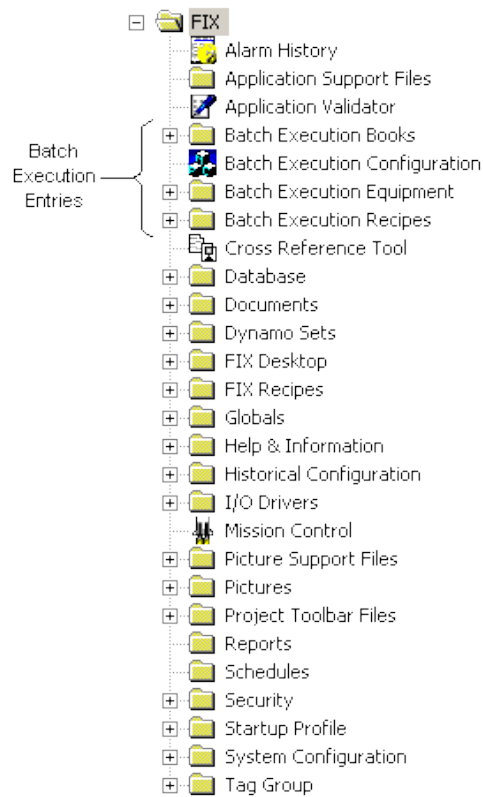 FIX
Alarm History
Application Support Files
Application Validator
Batch Execution Books
Batch Execution Configuration
Batch Execution Equipment
Batch Execution Recipes
Batch
Execution
Entries
Cross Reference Tool
Database
Documents
Dynamo Sets
FIX Desktop
FIX Recipes
Globals
Help & Information
Historical Configuration
I/O Drivers
Mission Control
Picture Support Files
Pictures
Project Toolbar Files
Reports
Schedules
Security
Startup Profile
System Configuration
Tag Group